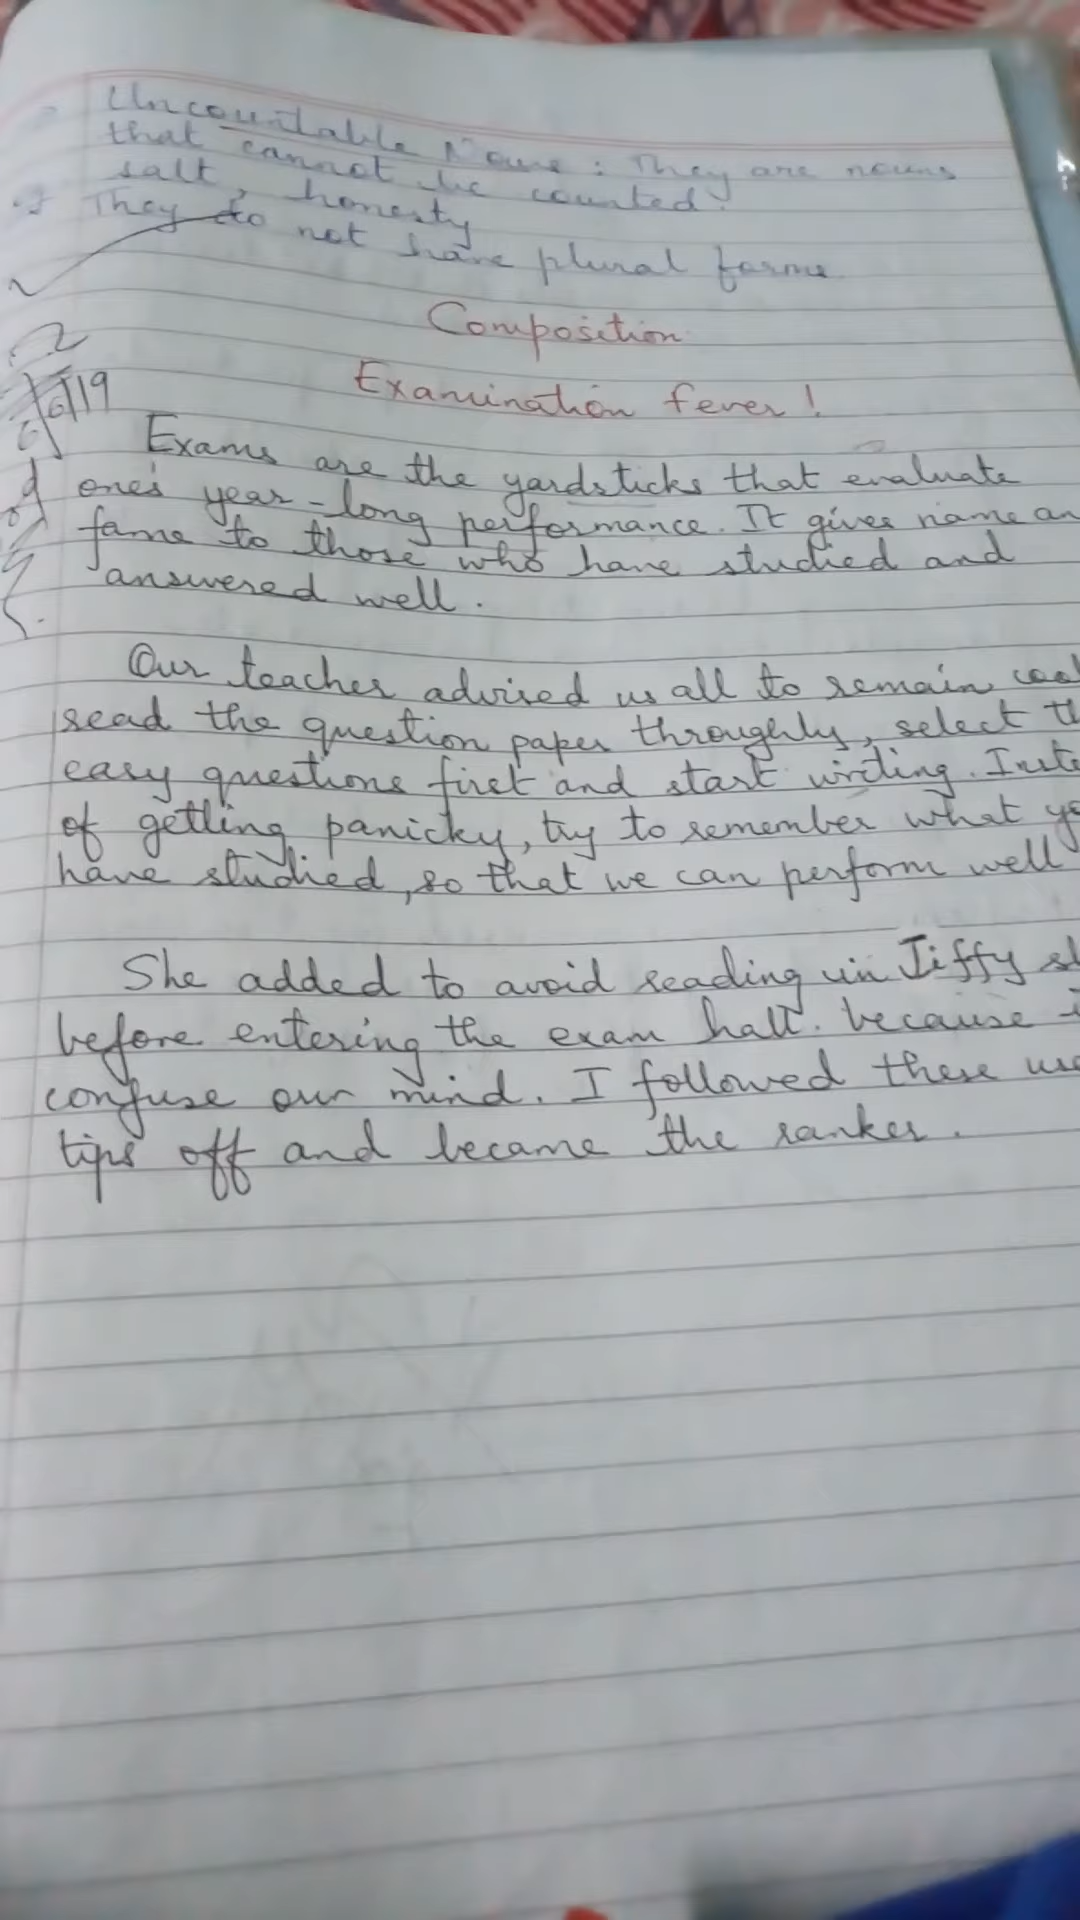 Uncountable Nouns : They are nouns
that cannot be counted.
salt, honesty
They do not have plural forms
Composition
Examination fever!
Exams are the yardsticks that evaluate
one's year-long performance. It gives name an
fame to those who have studied and
answered well.
Our teacher advised us all to remain cool
read the question paper throughly, select th
easy questions first and start writing. Inste
of getting panicky, try to remember what yo
have studied, so that we can perform well
She added to avoid reading in Jiffy
before entering the exam hall. because
confuse our mind. I followed these
tips off and became the ranker.